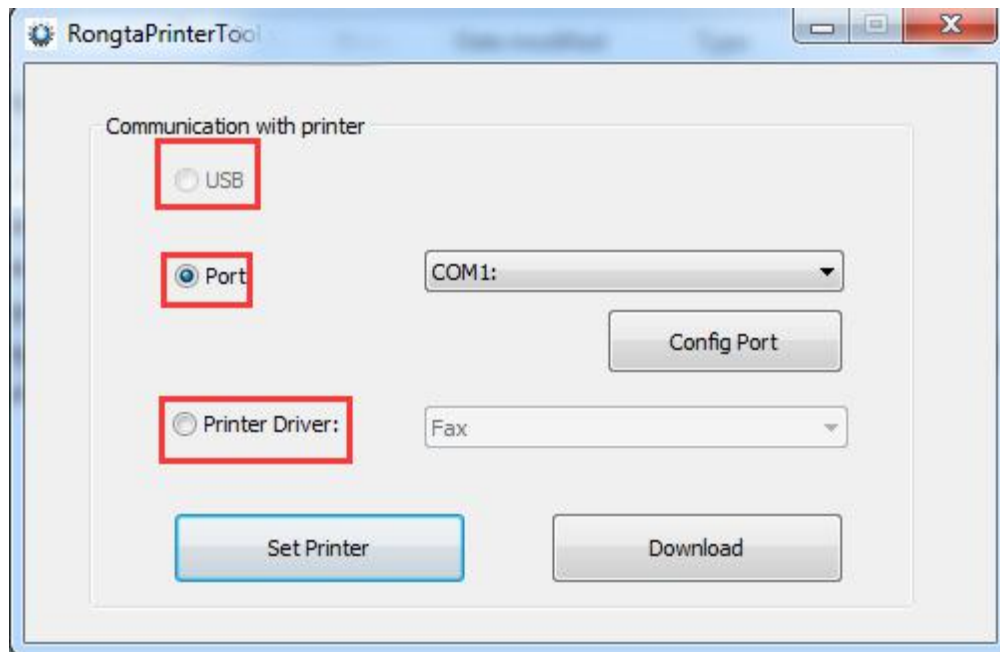 RongtaPrinterTool
Communication with printer
USB
Port
COM1:
Config Port
Printer Driver:
Fax
Set Printer
Download